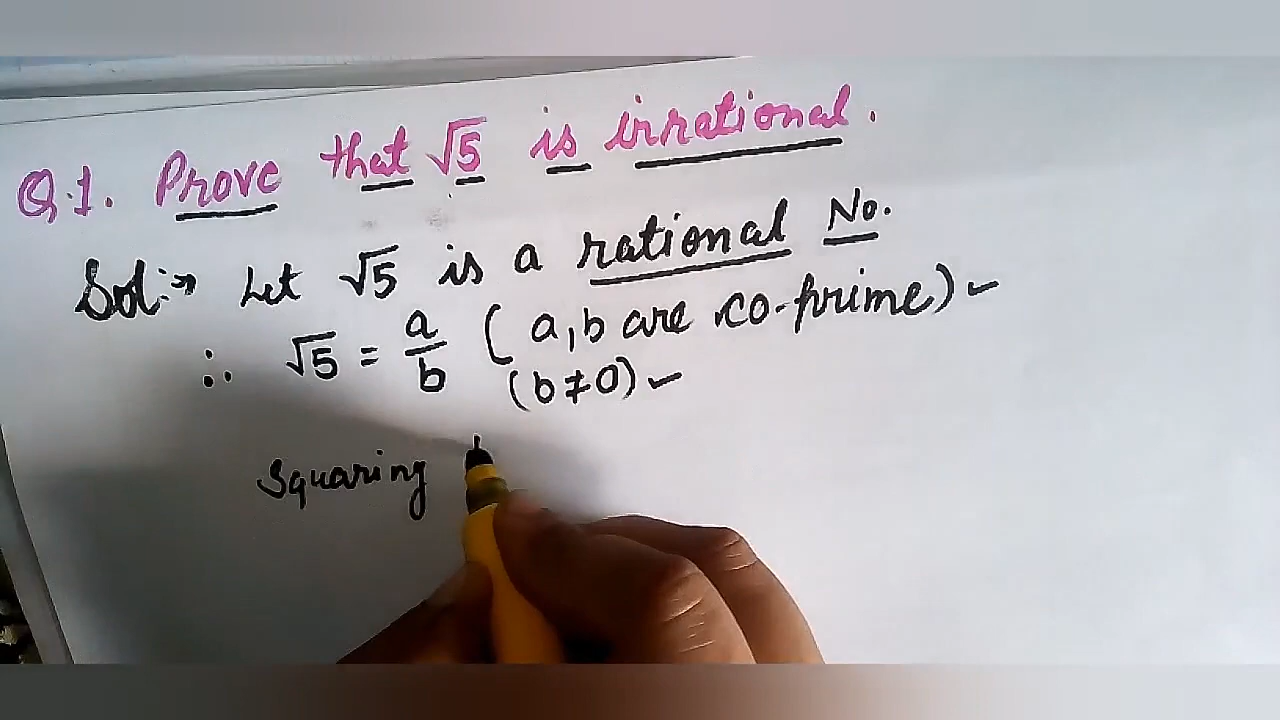 Q.1. Prove that √5 is irrational.
Sol:→ Let √5 is a rational No.
∴ √5 = a/b (a,b are co-prime) ✓
(b≠0) ✓
Squaring